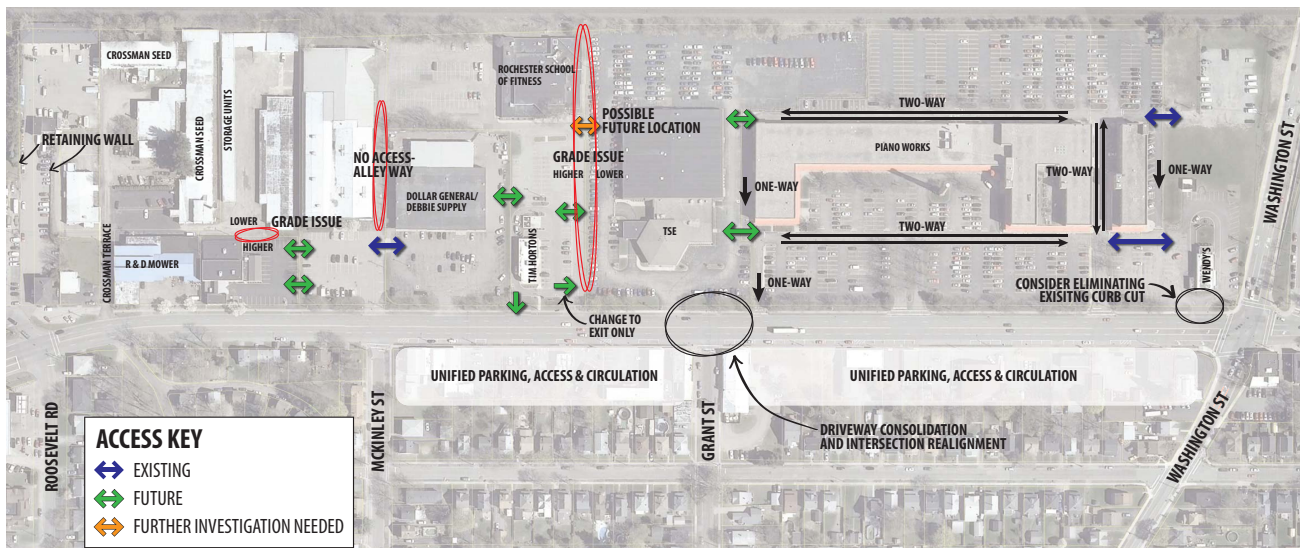 CROSSMAN SEED
RETAINING WALL
CROSSMAN SEED
STORAGE UNITS
CROSSMAN TERRACE
R & D MOWER
LOWER
GRADE ISSUE
HIGHER
NO ACCESS-
ALLEY WAY
DOLLAR GENERAL/
DEBBIE SUPPLY
ROCHESTER SCHOOL
OF FITNESS
POSSIBLE
FUTURE LOCATION
GRADE ISSUE
HIGHER
LOWER
TIM HORTONS
CHANGE TO
EXIT ONLY
TSE
ONE-WAY
ONE-WAY
TWO-WAY
PIANO WORKS
TWO-WAY
TWO-WAY
ONE-WAY
WENDY'S
CONSIDER ELIMINATING
EXISITNG CURB CUT
WASHINGTON ST
UNIFIED PARKING, ACCESS & CIRCULATION
UNIFIED PARKING, ACCESS & CIRCULATION
DRIVEWAY CONSOLIDATION
AND INTERSECTION REALIGNMENT
ROOSEVELT RD
MCKINLEY ST
GRANT ST
WASHINGTON ST
ACCESS KEY
EXISTING
FUTURE
FURTHER INVESTIGATION NEEDED